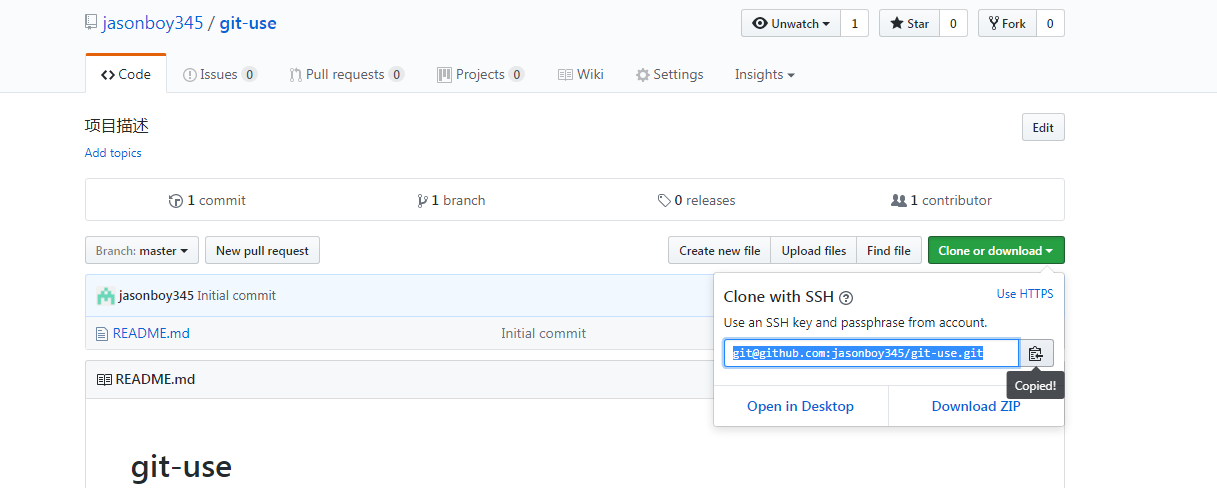 jasonboy345 / git-use
Unwatch 1 Star 0 Fork 0
Code Issues 0 Pull requests 0 Projects 0 Wiki Settings Insights
项目描述
Edit
Add topics
1 commit 1 branch 0 releases 1 contributor
Branch: master New pull request Create new file Upload files Find file Clone or download
jasonboy345 Initial commit
README.md Initial commit
Clone with SSH Use HTTPS
Use an SSH key and passphrase from account.
git@github.com:jasonboy345/git-use.git
Copied!
Open in Desktop Download ZIP
README.md
git-use